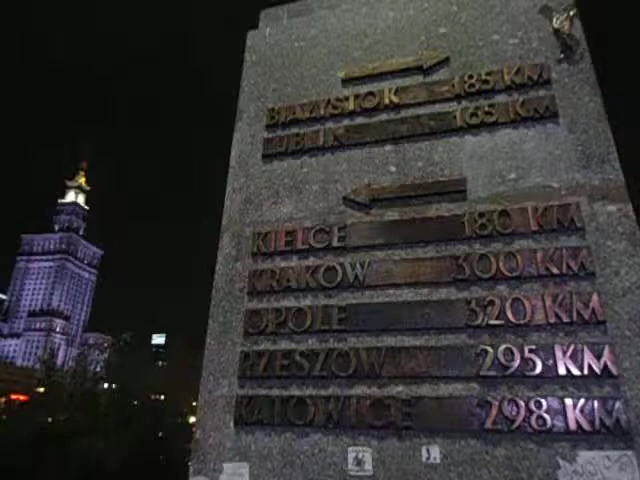 BIAŁYSTOK 185 KM
LUBLIN 165 KM
KIELCE 180 KM
KRAKÓW 300 KM
OPOLE 320 KM
RZESZÓW 295 KM
KATOWICE 298 KM